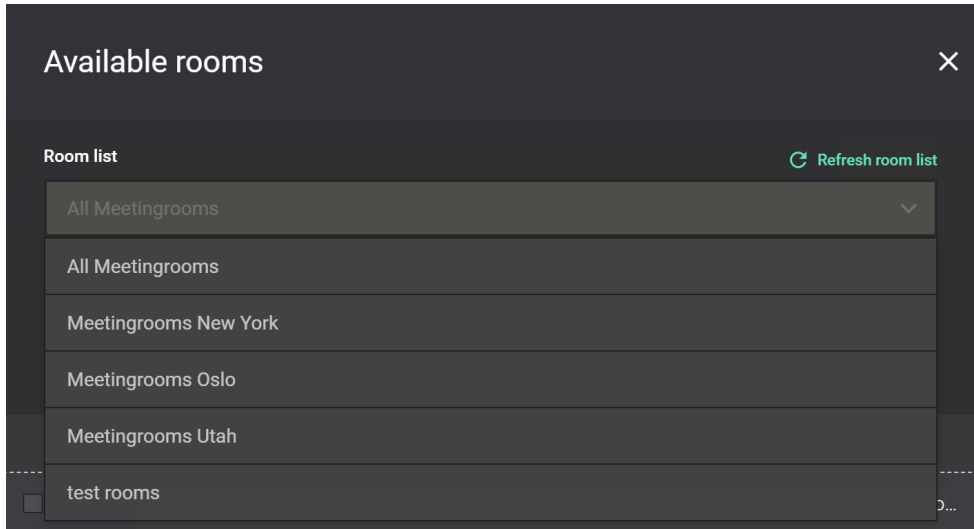 Available rooms
Room list
Refresh room list
All Meetingrooms
All Meetingrooms
Meetingrooms New York
Meetingrooms Oslo
Meetingrooms Utah
test rooms